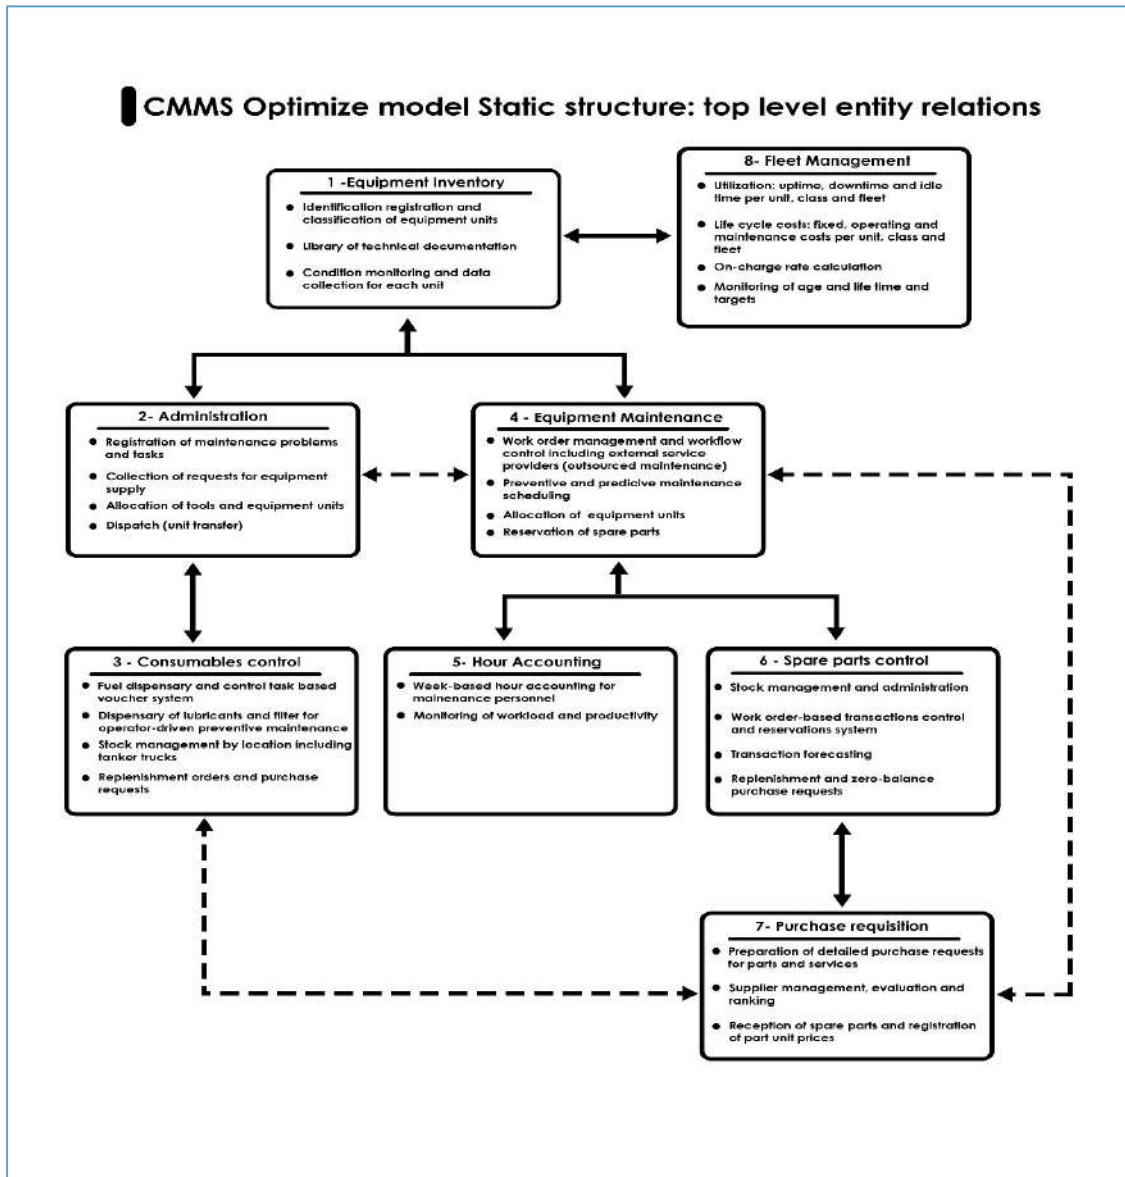 CMMS Optimize model Static structure: top level entity relations
1 -Equipment Inventory
● Identification registration and
classification of equipment units
● Library of technical documentation
● Condition monitoring and data
collection for each unit
8- Fleet Management
● Utilization: uptime, downtime and idle
time per unit, class and fleet
● Life cycle costs: fixed, operating and
maintenance costs per unit, class and
fleet
● On-charge rate calculation
● Monitoring of age and life time and
targets
2- Administration
● Registration of maintenance problems
and tasks
● Collection of requests for equipment
supply
● Allocation of tools and equipment units
● Dispatch (unit transfer)
4 - Equipment Maintenance
● Work order management and workflow
control including external service
providers (outsourced maintenance)
● Preventive and predicive maintenance
scheduling
● Allocation of equipment units
● Reservation of spare parts
3 - Consumables control
● Fuel dispensary and control task based
voucher system
● Dispensary of lubricants and filter for
operator-driven preventive maintenance
● Stock management by location including
tanker trucks
● Replenishment orders and purchase
requests
5- Hour Accounting
● Week-based hour accounting for
mainenance personnel
● Monitoring of workload and productivity
6 - Spare parts control
● Stock management and administration
● Work order-based transactions control
and reservations system
● Transaction forecasting
● Replenishment and zero-balance
purchase requests
7- Purchase requisition
● Preparation of detailed purchase requests
for parts and services
● Supplier management, evaluation and
ranking
● Reception of spare parts and registration
of part unit prices